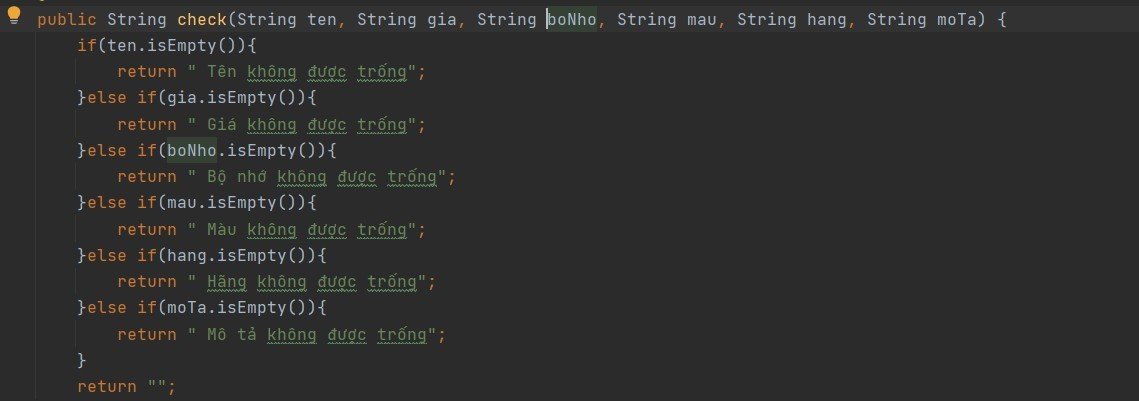 public String check(String ten, String gia, String boNho, String mau, String hang, String moTa) {
    if(ten.isEmpty()){
        return " Tên không được trống";
    }else if(gia.isEmpty()){
        return " Giá không được trống";
    }else if(boNho.isEmpty()){
        return " Bộ nhớ không được trống";
    }else if(mau.isEmpty()){
        return " Màu không được trống";
    }else if(hang.isEmpty()){
        return " Hãng không được trống";
    }else if(moTa.isEmpty()){
        return " Mô tả không được trống";
    }
    return "";